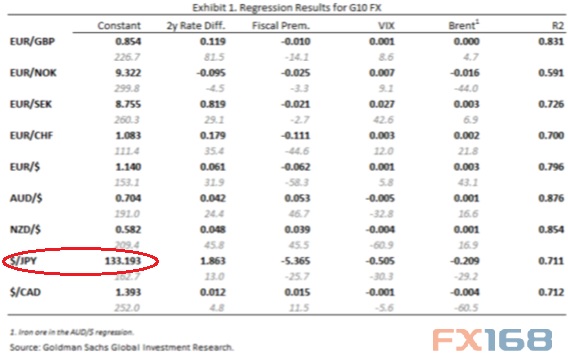 Exhibit 1. Regression Results for G10 FX
Constant 2y Rate Diff. Fiscal Prem. VIX Brent¹ R2
EUR/GBP 0.854 0.119 -0.010 0.001 0.000 0.831
226.7 81.5 -14.1 8.6 4.7
EUR/NOK 9.322 -0.095 -0.025 0.007 -0.016 0.591
299.8 -4.5 -3.3 9.1 -44.0
EUR/SEK 8.755 0.819 -0.021 0.027 0.003 0.726
260.3 29.1 -2.7 42.6 6.9
EUR/CHF 1.083 0.179 -0.111 0.003 0.002 0.700
111.4 35.4 -44.6 12.0 21.8
EUR/$ 1.140 0.061 -0.062 0.001 0.003 0.796
153.1 31.9 -58.3 5.8 43.1
AUD/$ 0.704 0.042 0.053 -0.005 0.001 0.876
191.0 24.4 46.7 -32.8 16.6
NZD/$ 0.582 0.048 0.039 -0.004 0.001 0.854
209.4 45.8 45.5 -60.9 16.9
$/JPY 133.193 1.863 -5.365 -0.505 -0.209 0.711
162.7 13.0 -25.7 -30.3 -29.2
$/CAD 1.393 0.012 0.015 -0.001 -0.004 0.712
252.0 4.8 11.5 -5.6 -60.5
1. Iron ore in the AUD/$ regression.
Source: Goldman Sachs Global Investment Research.
FX168